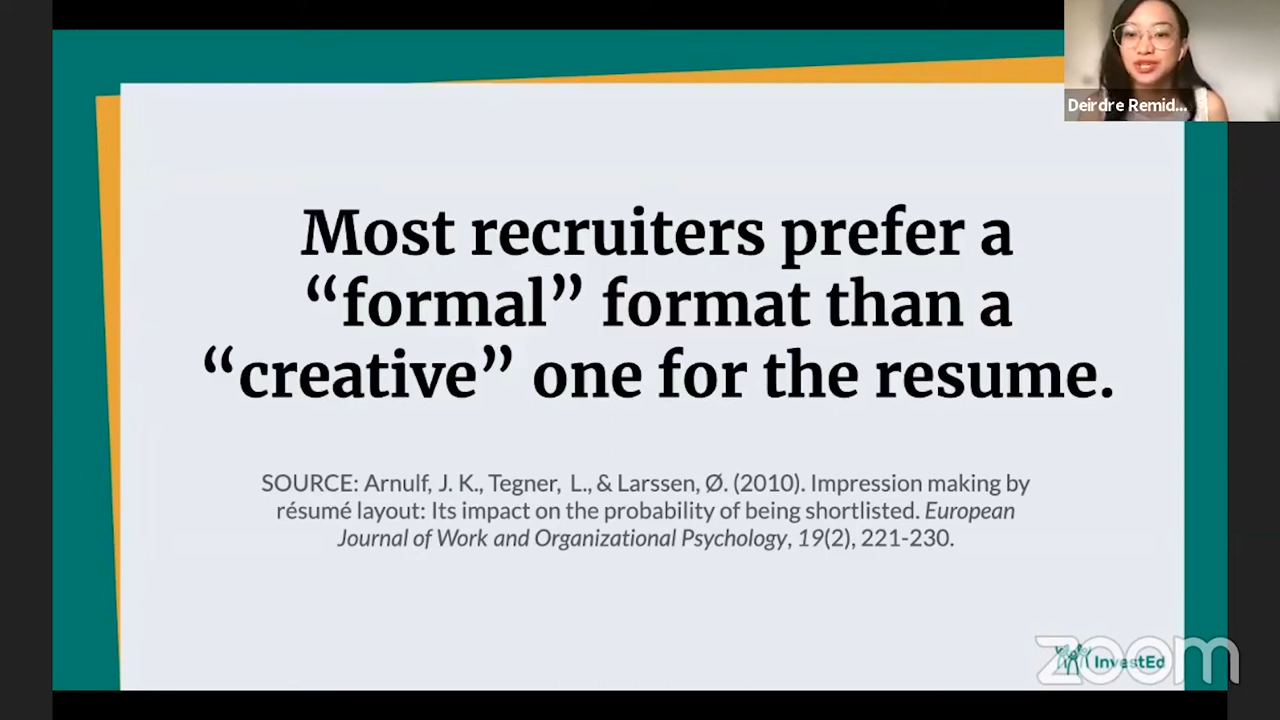 Deirdre Remid...
Most recruiters prefer a
“formal” format than a
“creative” one for the resume.
SOURCE: Arnulf, J. K., Tegner, L., & Larssen, Ø. (2010). Impression making by
résumé layout: Its impact on the probability of being shortlisted. European
Journal of Work and Organizational Psychology, 19(2), 221-230.
InvestEd
zoom